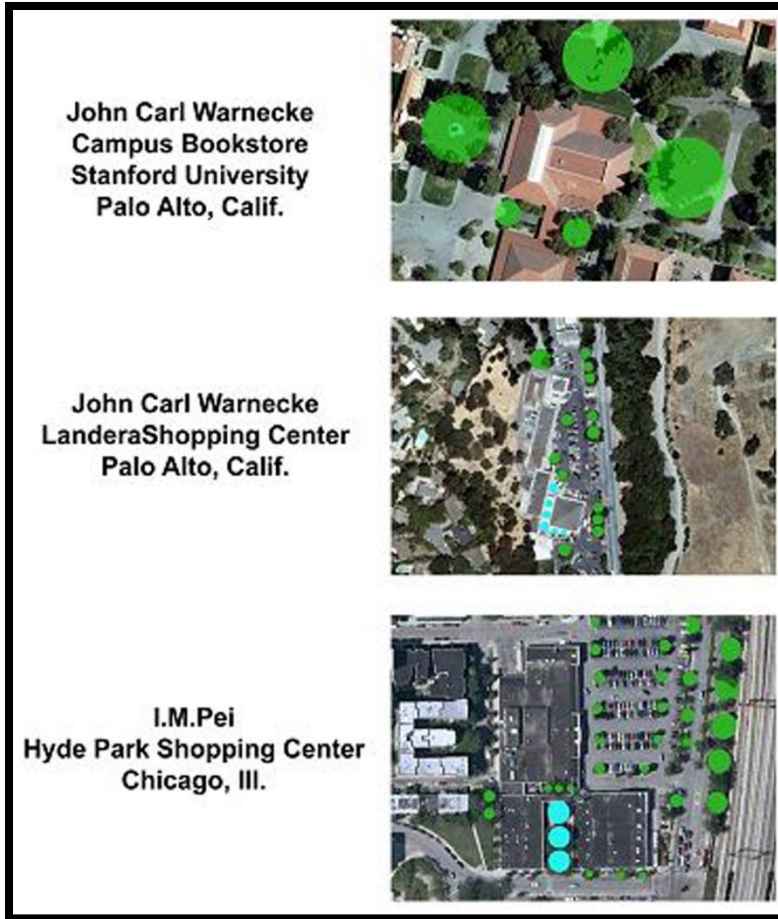 John Carl Warnecke
Campus Bookstore
Stanford University
Palo Alto, Calif.
John Carl Warnecke
LanderaShopping Center
Palo Alto, Calif.
I.M.Pei
Hyde Park Shopping Center
Chicago, Ill.